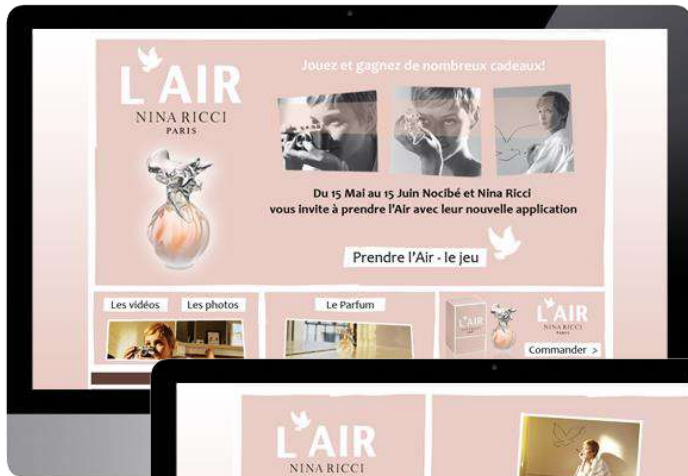 Jouez et gagnez de nombreux cadeaux!
L'AIR
NINA RICCI
PARIS
Du 15 Mai au 15 Juin Nocibé et Nina Ricci
vous invite à prendre l'Air avec leur nouvelle application
Prendre l'Air - le jeu
Les vidéos
Les photos
Le Parfum
L'AIR
L'AIR
NINA RICCI
PARIS
Commander >
L'AIR
NINA RICCI